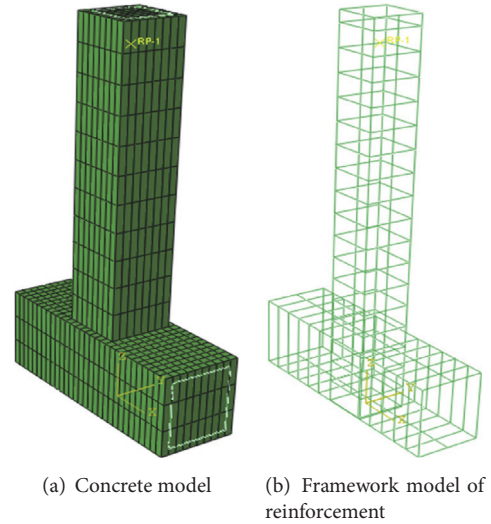 RP-1
RP-1
Z
Y
X
Z
Y
X
(a) Concrete model
(b) Framework model of
reinforcement